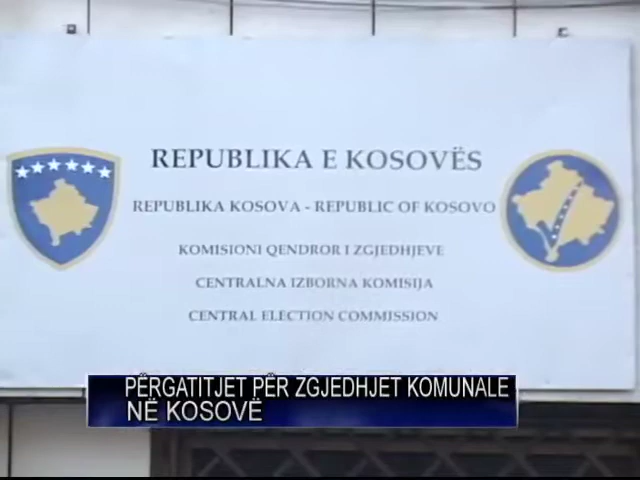 REPUBLIKA E KOSOVËS
REPUBLIKA KOSOVA - REPUBLIC OF KOSOVO
KOMISIONI QENDROR I ZGJEDHJEVE
CENTRALNA IZBORNA KOMISIJA
CENTRAL ELECTION COMMISSION
PËRGATITJET PËR ZGJEDHJET KOMUNALE
NË KOSOVË